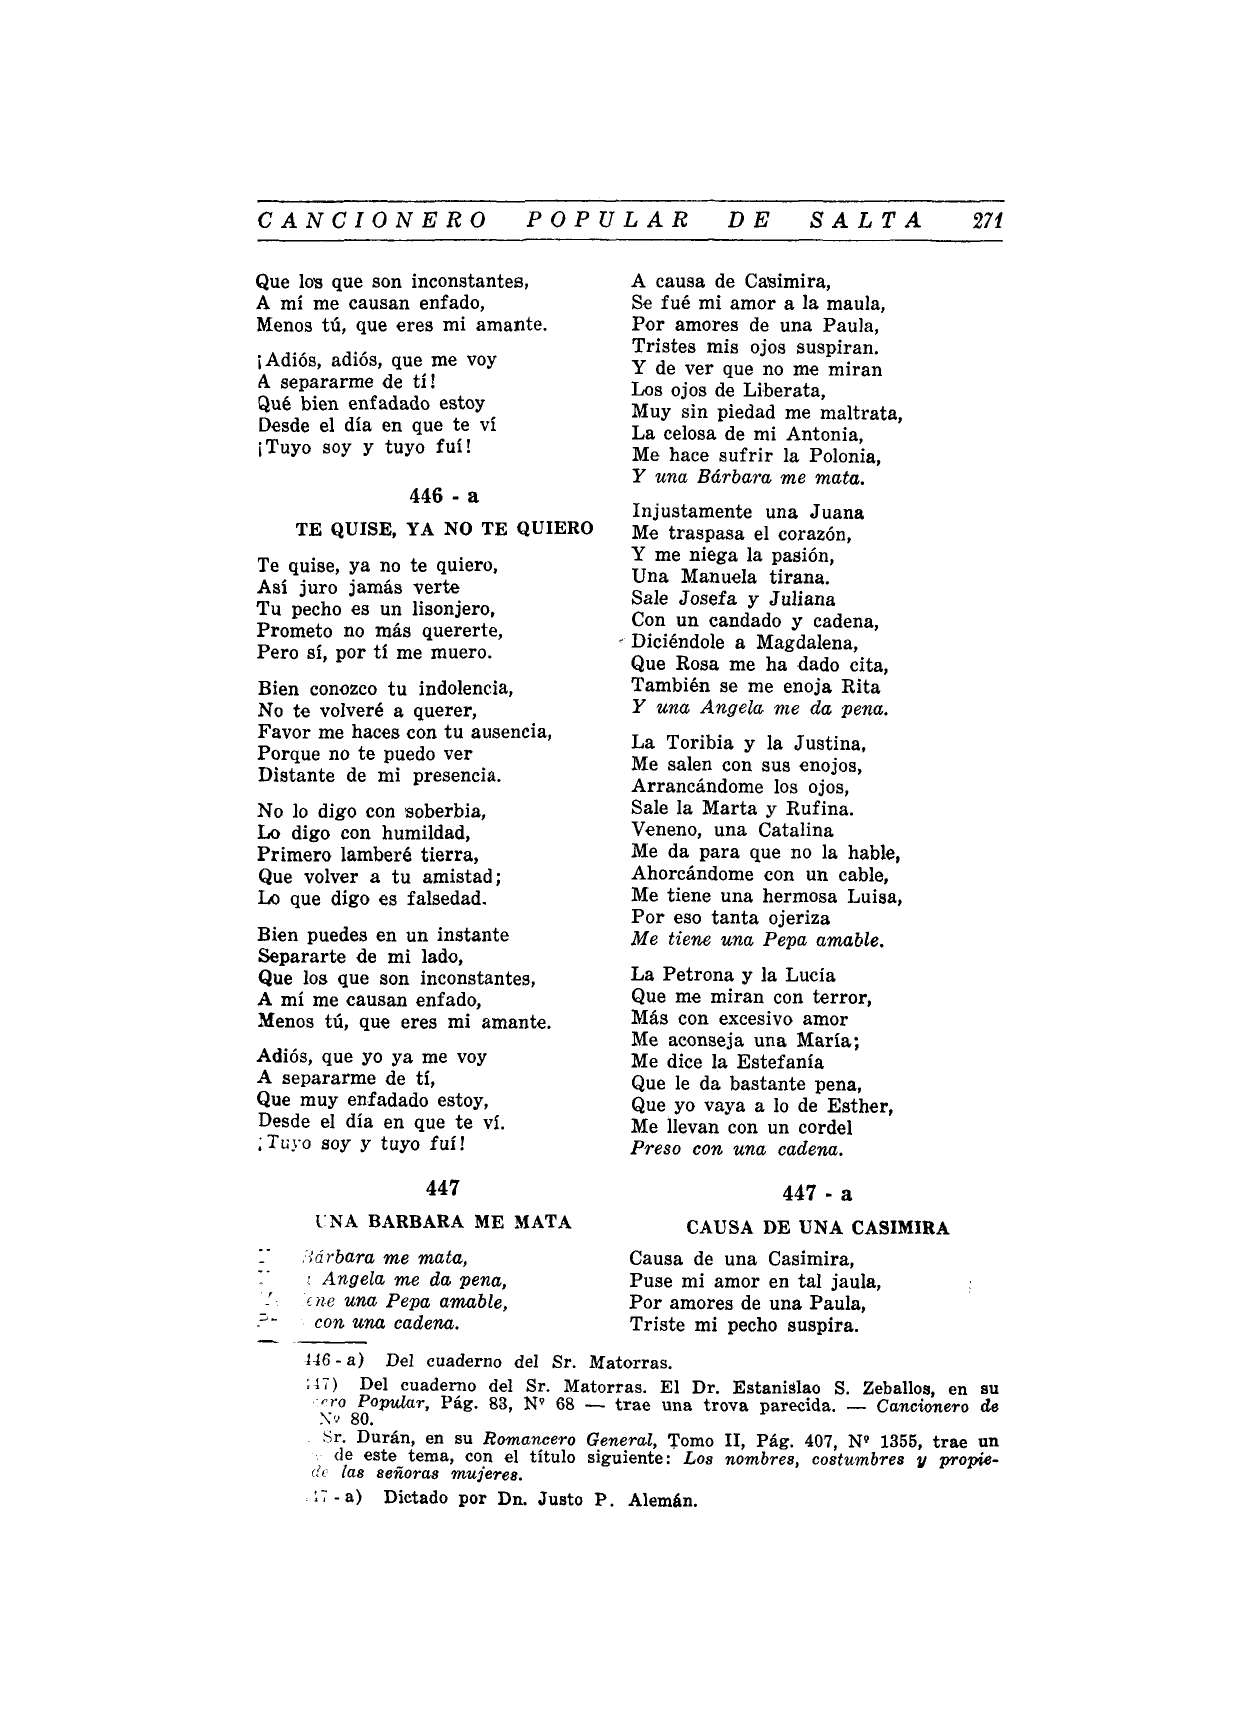 CANCIONERO POPULAR DE SALTA 271
Que los que son inconstantes,
A mí me causan enfado,
Menos tú, que eres mi amante.
¡Adiós, adiós, que me voy
A separarme de tí!
Qué bien enfadado estoy
Desde el día en que te ví
¡Tuyo soy y tuyo fuí!
446 - a
TE QUISE, YA NO TE QUIERO
Te quise, ya no te quiero,
Así juro jamás verte
Tu pecho es un lisonjero,
Prometo no más quererte,
Pero sí, por tí me muero.
Bien conozco tu indolencia,
No te volveré a querer,
Favor me haces con tu ausencia,
Porque no te puedo ver
Distante de mi presencia.
No lo digo con soberbia,
Lo digo con humildad,
Primero lamberé tierra,
Que volver a tu amistad;
Lo que digo es falsedad.
Bien puedes en un instante
Separarte de mi lado,
Que los que son inconstantes,
A mí me causan enfado,
Menos tú, que eres mi amante.
Adiós, que yo ya me voy
A separarme de tí,
Que muy enfadado estoy,
Desde el día en que te ví.
¡Tuyo soy y tuyo fuí!
447
UNA BARBARA ME MATA
Bárbara me mata,
Angela me da pena,
una Pepa amable,
con una cadena.
A causa de Casimira,
Se fué mi amor a la maula,
Por amores de una Paula,
Tristes mis ojos suspiran.
Y de ver que no me miran
Los ojos de Liberata,
Muy sin piedad me maltrata,
La celosa de mi Antonia,
Me hace sufrir la Polonia,
Y una Bárbara me mata.
Injustamente una Juana
Me traspasa el corazón,
Y me niega la pasión,
Una Manuela tirana.
Sale Josefa y Juliana
Con un candado y cadena,
Diciéndole a Magdalena,
Que Rosa me ha dado cita,
También se me enoja Rita
Y una Angela me da pena.
La Toribia y la Justina,
Me salen con sus enojos,
Arrancándome los ojos,
Sale la Marta y Rufina.
Veneno, una Catalina
Me da para que no la hable,
Ahorcándome con un cable,
Me tiene una hermosa Luisa,
Por eso tanta ojeriza
Me tiene una Pepa amable.
La Petrona y la Lucía
Que me miran con terror,
Más con excesivo amor
Me aconseja una María;
Me dice la Estefanía
Que le da bastante pena,
Que yo vaya a lo de Esther,
Me llevan con un cordel
Preso con una cadena.
447 - a
CAUSA DE UNA CASIMIRA
Causa de una Casimira,
Puse mi amor en tal jaula,
Por amores de una Paula,
Triste mi pecho suspira.
446 - a) Del cuaderno del Sr. Matorras.
447) Del cuaderno del Sr. Matorras. El Dr. Estanislao S. Zeballos, en su
Popular, Pág. 83, Nº 68 — trae una trova parecida. — Cancionero de
Nº 80.
Sr. Durán, en su Romancero General, Tomo II, Pág. 407, Nº 1355, trae un
de este tema, con el título siguiente: Los nombres, costumbres y propie-
de las señoras mujeres.
447 - a) Dictado por Dn. Justo P. Alemán.